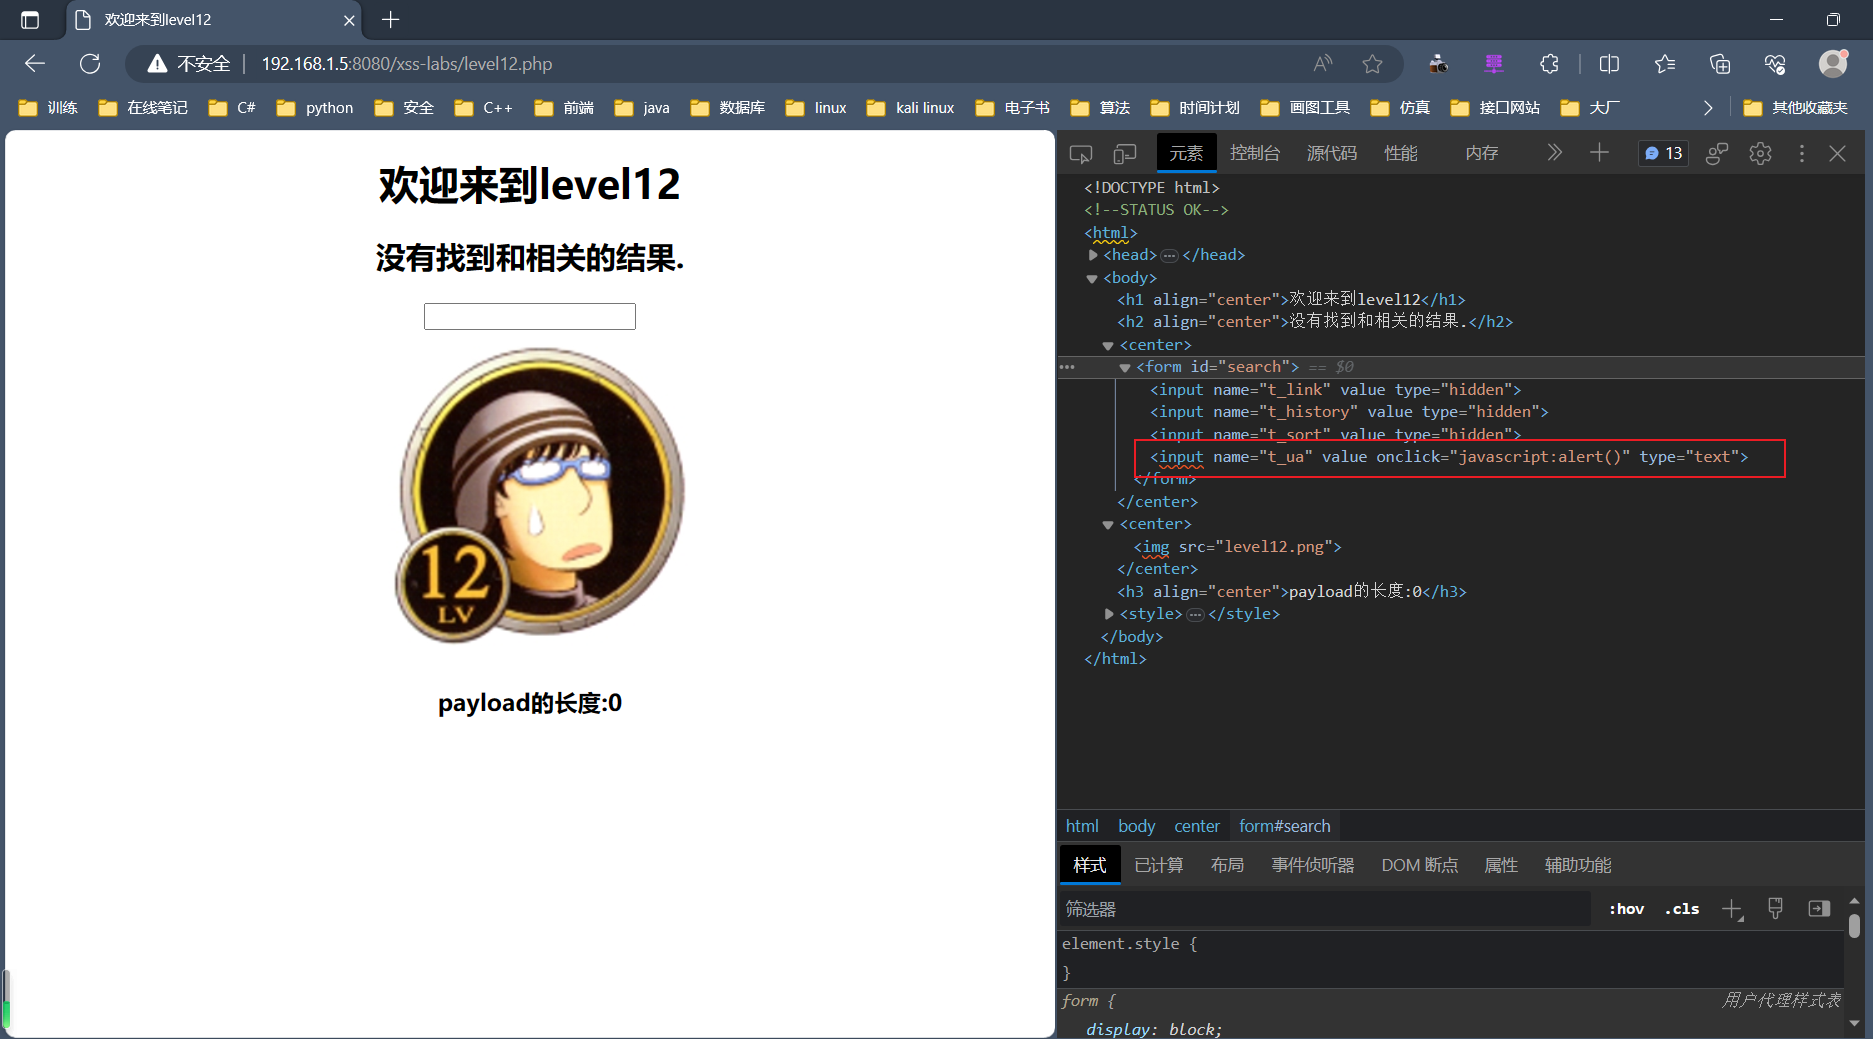 欢迎来到level12
不安全 192.168.1.5:8080/xss-labs/level12.php
训练 在线笔记 C# python 安全 C++ 前端 java 数据库 linux kali linux 电子书 算法 时间计划 画图工具 仿真 接口网站 大厂 其他收藏夹
欢迎来到level12
没有找到和相关的结果.
12
LV
payload的长度:0
元素 控制台 源代码 性能 内存 13
<!DOCTYPE html>
<!--STATUS OK-->
<html>
<head>…</head>
<body>
<h1 align="center">欢迎来到level12</h1>
<h2 align="center">没有找到和相关的结果.</h2>
<center>
<form id="search"> == $0
<input name="t_link" value type="hidden">
<input name="t_history" value type="hidden">
<input name="t_sort" value type="hidden">
<input name="t_ua" value onclick="javascript:alert()" type="text">
</form>
</center>
<center>
<img src="level12.png">
</center>
<h3 align="center">payload的长度:0</h3>
<style>…</style>
</body>
</html>
html body center form#search
样式 已计算 布局 事件侦听器 DOM 断点 属性 辅助功能
筛选器 :hov .cls
element.style {
}
form { 用户代理样式表
display: block;